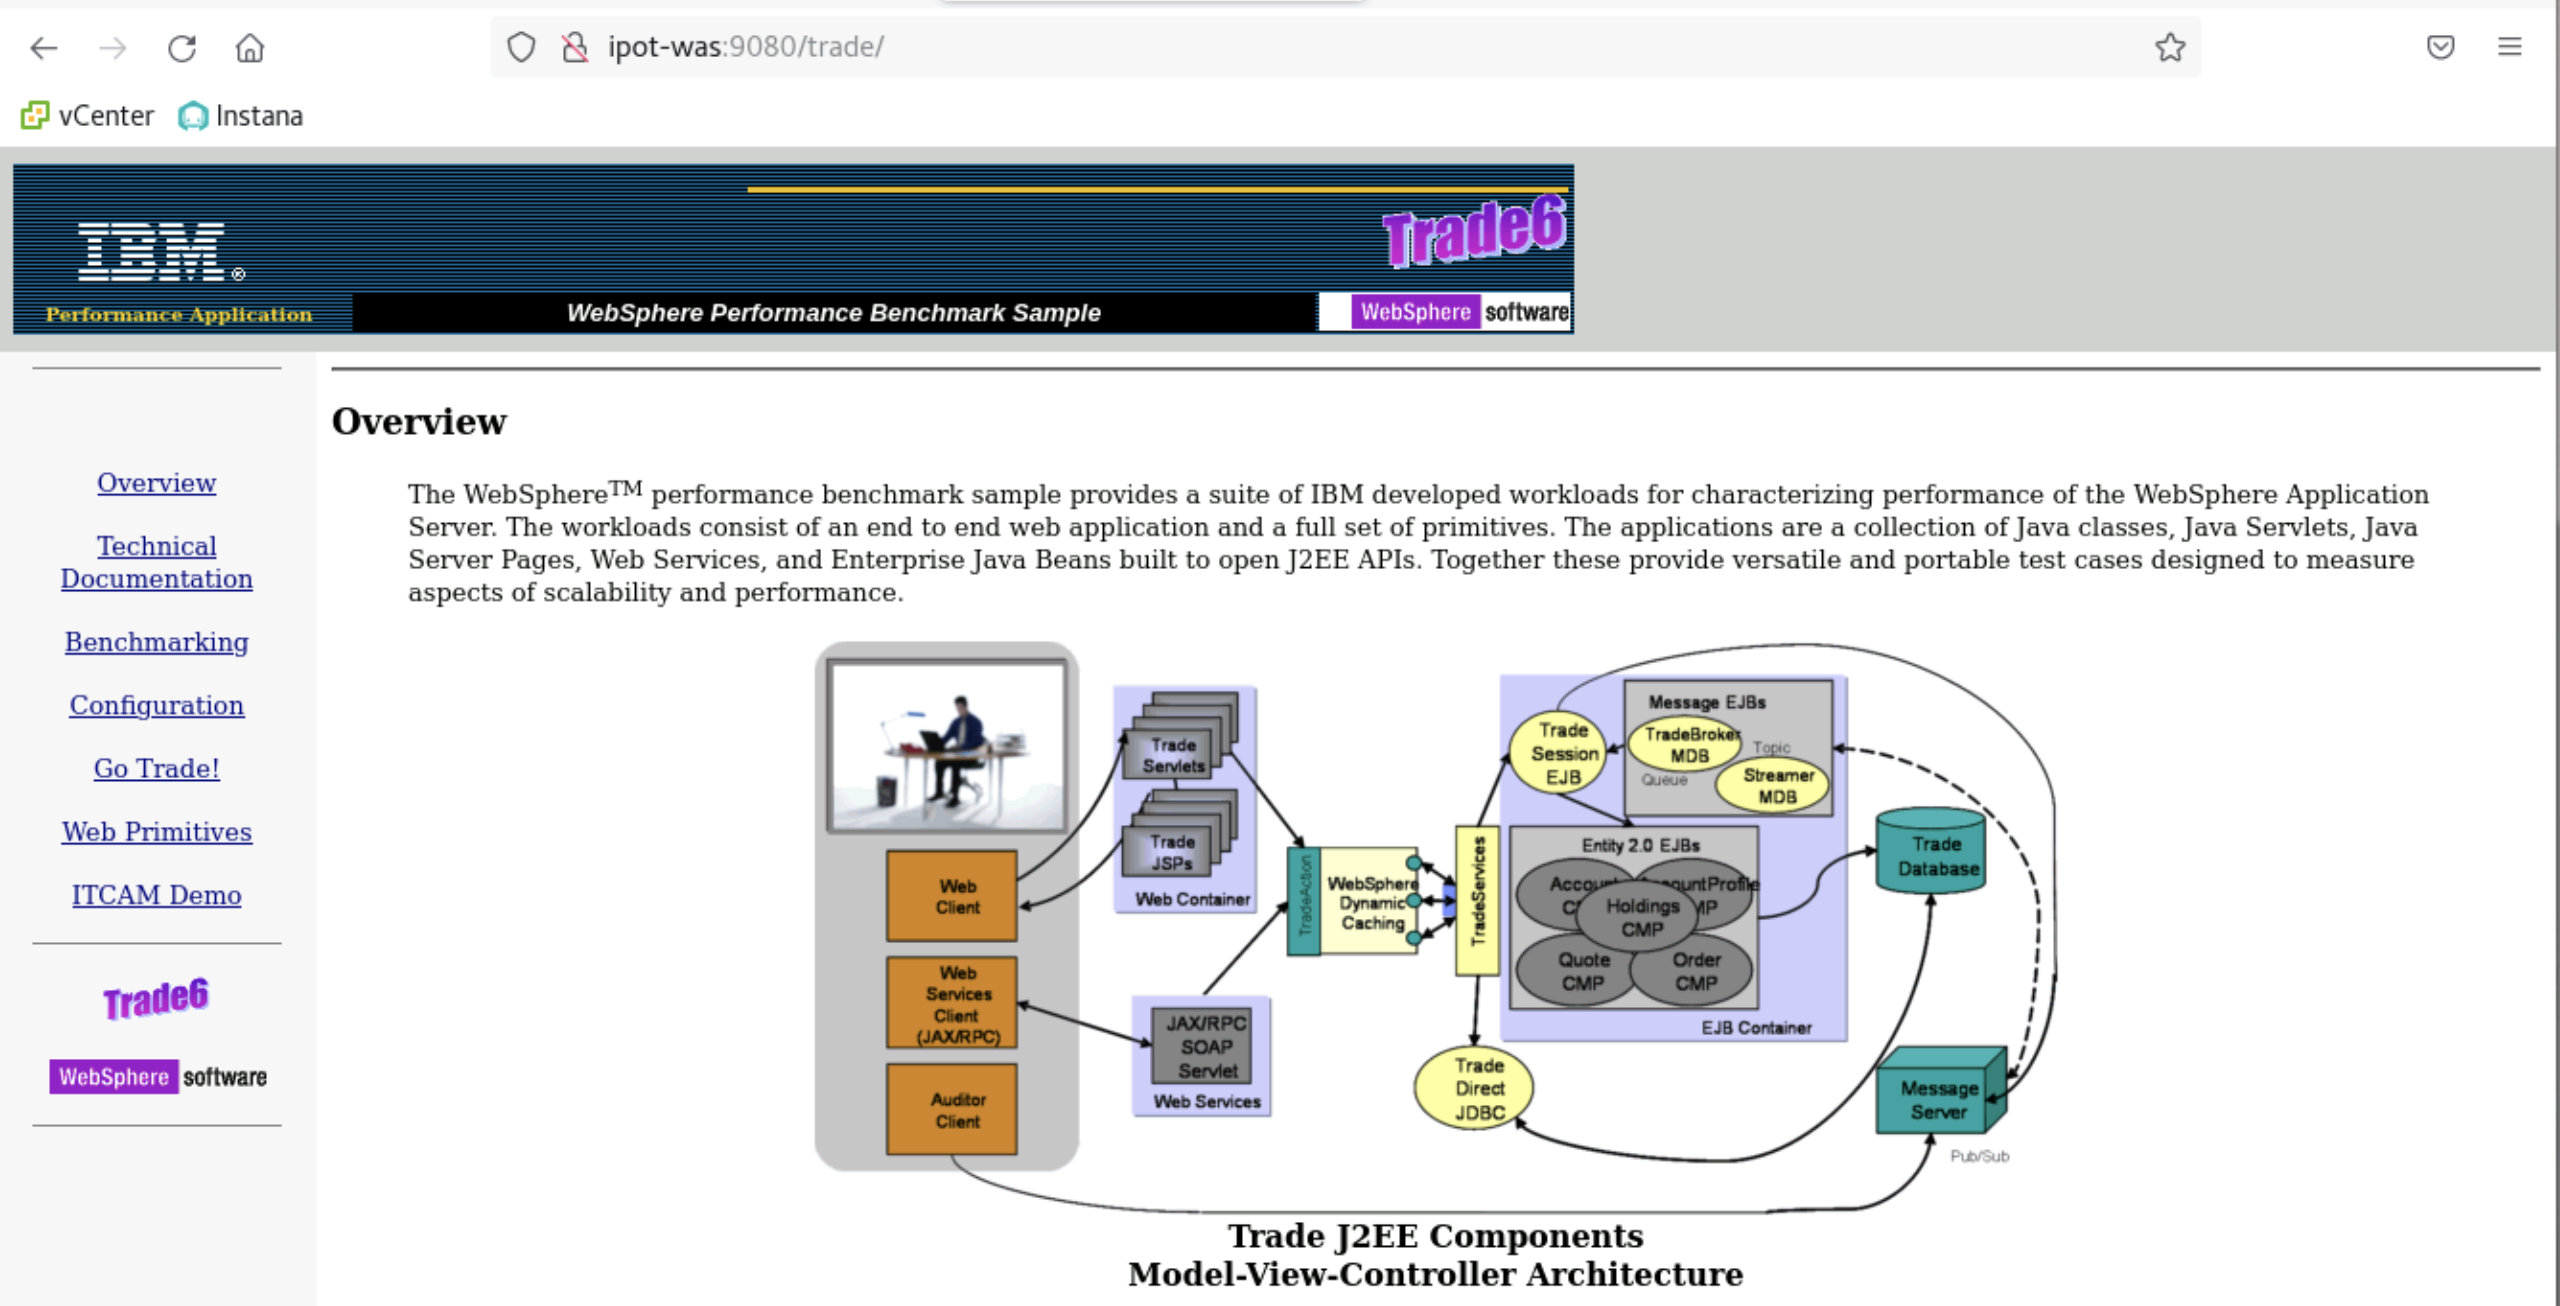 ipot-was:9080/trade/
vCenter Instana
IBM®
Trade6
Performance Application
WebSphere Performance Benchmark Sample
WebSphere software
Overview
Technical
Documentation
Benchmarking
Configuration
Go Trade!
Web Primitives
ITCAM Demo
Trade6
WebSphere software
Overview
The WebSphereTM performance benchmark sample provides a suite of IBM developed workloads for characterizing performance of the WebSphere Application
Server. The workloads consist of an end to end web application and a full set of primitives. The applications are a collection of Java classes, Java Servlets, Java
Server Pages, Web Services, and Enterprise Java Beans built to open J2EE APIs. Together these provide versatile and portable test cases designed to measure
aspects of scalability and performance.
Web
Client
Web
Services
Client
(JAX/RPC)
Auditor
Client
Trade
Servlets
Trade
JSPs
Web Container
JAX/RPC
SOAP
Servlet
Web Services
TradeAction
WebSphere
Dynamic
Caching
TradeServices
Trade
Session
EJB
Message EJBs
TradeBroker
MDB
Topic
Queue
Streamer
MDB
Entity 2.0 EJBs
Holdings
CMP
Quote
CMP
Order
CMP
EJB Container
Trade
Direct
JDBC
Trade
Database
Message
Server
Pub/Sub
Trade J2EE Components
Model-View-Controller Architecture